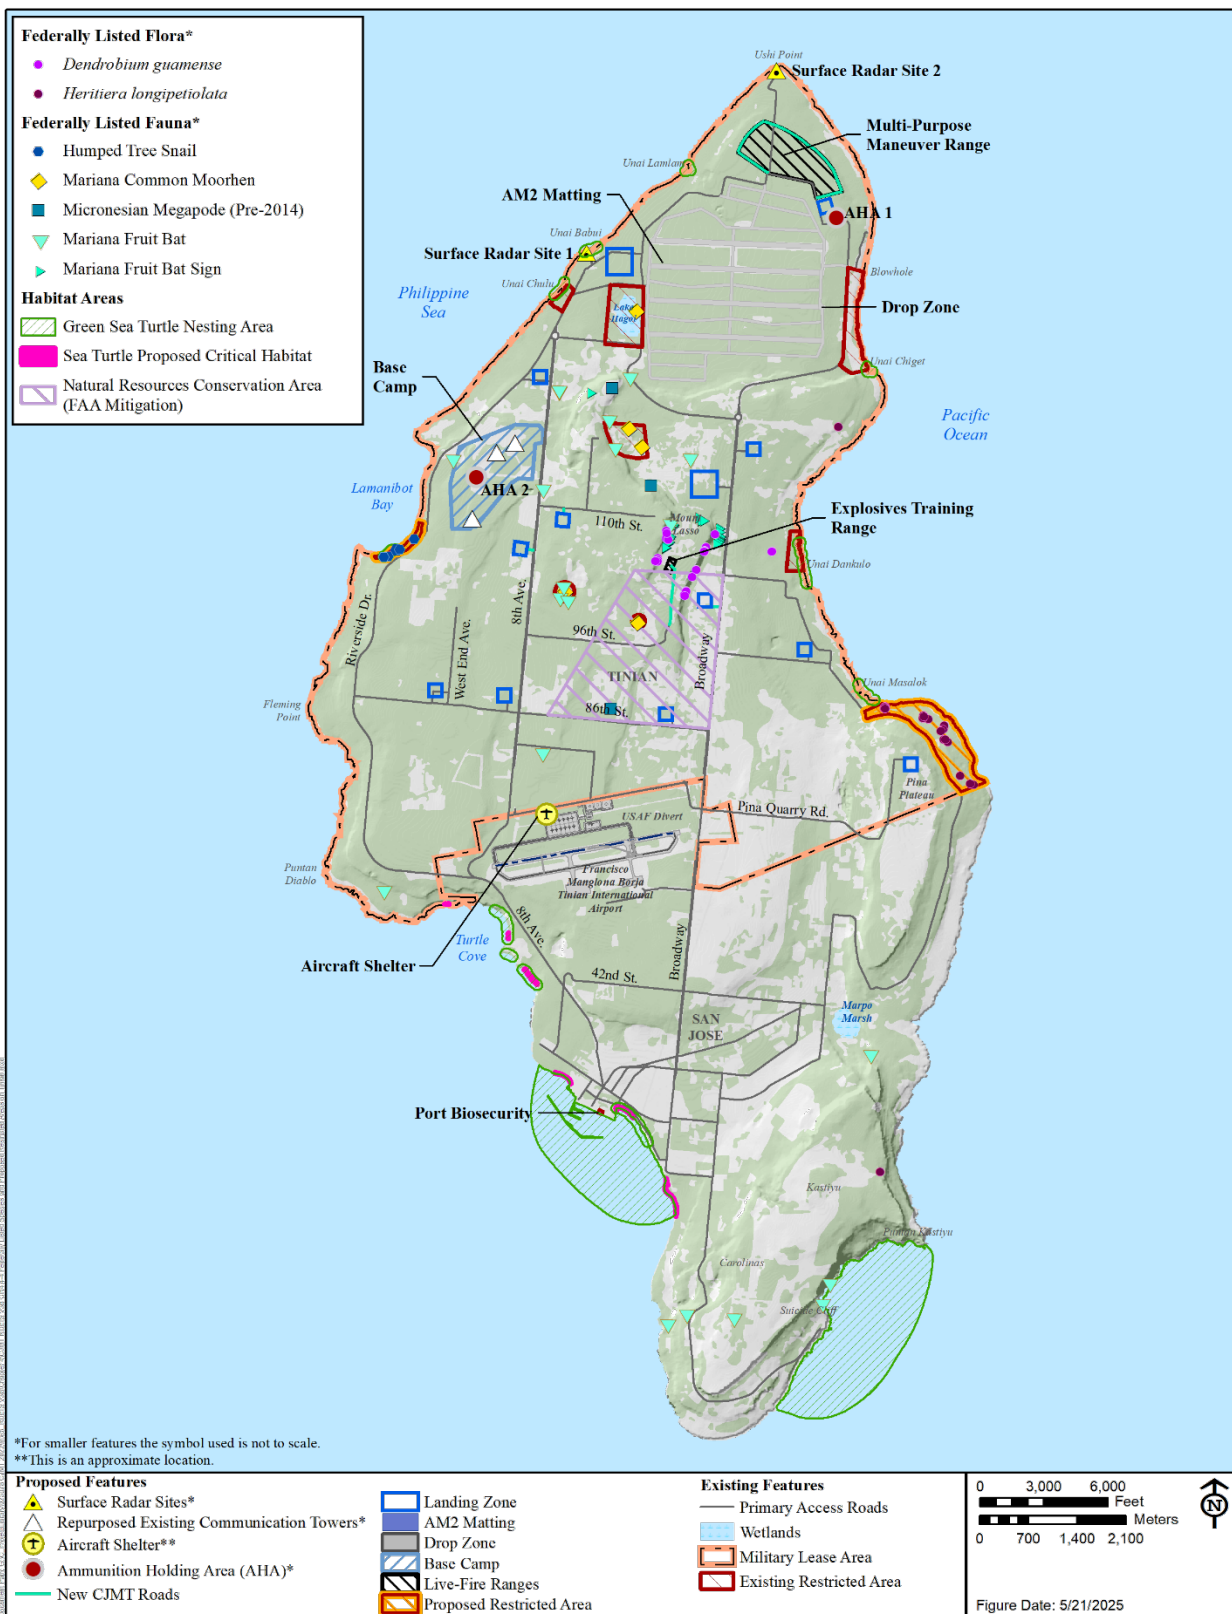 Federally Listed Flora*
Dendrobium guamense
Heritiera longipetiolata
Federally Listed Fauna*
Humped Tree Snail
Mariana Common Moorhen
Micronesian Megapode (Pre-2014)
Mariana Fruit Bat
Mariana Fruit Bat Sign
Habitat Areas
Green Sea Turtle Nesting Area
Sea Turtle Proposed Critical Habitat
Natural Resources Conservation Area
(FAA Mitigation)
Ushi Point
Surface Radar Site 2
Multi-Purpose
Maneuver Range
Unai Lamlam
AM2 Matting
AHA 1
Unai Babui
Surface Radar Site 1
Blowhole
Unai Chulu
Philippine
Sea
Lake
Hagoi
Drop Zone
Unai Chiget
Base
Camp
Pacific
Ocean
AHA 2
Lamanibot
Bay
110th St.
Mount
Lasso
Explosives Training
Range
Unai Dankulo
8th Ave.
Riverside Dr.
West End Ave.
96th St.
Broadway
TINIAN
Unai Masalok
Fleming
Point
86th St.
Pina
Plateau
Pina Quarry Rd.
USAF Divert
Francisco
Manglona Borja
Tinian International
Airport
Puntan
Diablo
8th Ave.
Turtle
Cove
Broadway
Aircraft Shelter
42nd St.
Marpo
Marsh
SAN
JOSE
Port Biosecurity
Kastiyu
Puntan Kastiyu
Carolinas
Suicide Cliff
*For smaller features the symbol used is not to scale.
**This is an approximate location.
Proposed Features
Surface Radar Sites*
Repurposed Existing Communication Towers*
Aircraft Shelter**
Ammunition Holding Area (AHA)*
New CJMT Roads
Landing Zone
AM2 Matting
Drop Zone
Base Camp
Live-Fire Ranges
Proposed Restricted Area
Existing Features
Primary Access Roads
Wetlands
Military Lease Area
Existing Restricted Area
0 3,000 6,000
Feet
Meters
0 700 1,400 2,100
N
Figure Date: 5/21/2025